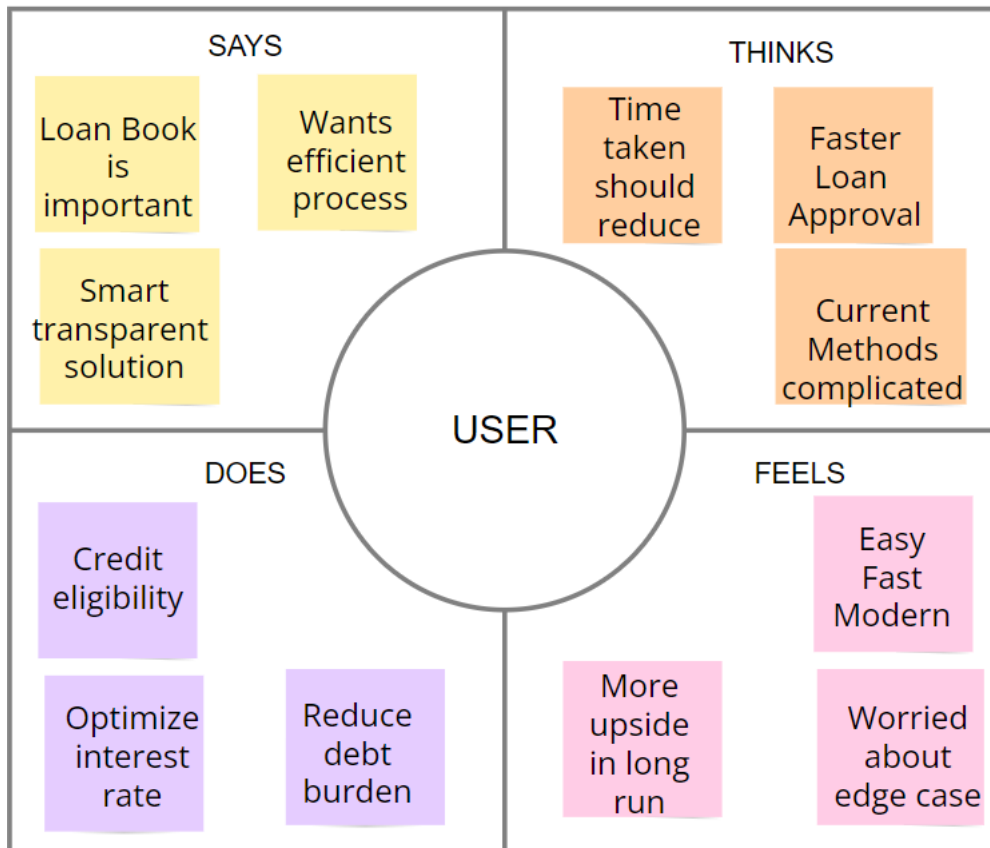 SAYS
Loan Book
is
important
Wants
efficient
process
Smart
transparent
solution
THINKS
Time
taken
should
reduce
Faster
Loan
Approval
Current
Methods
complicated
USER
DOES
Credit
eligibility
Optimize
interest
rate
Reduce
debt
burden
FEELS
Easy
Fast
Modern
More
upside
in long
run
Worried
about
edge case